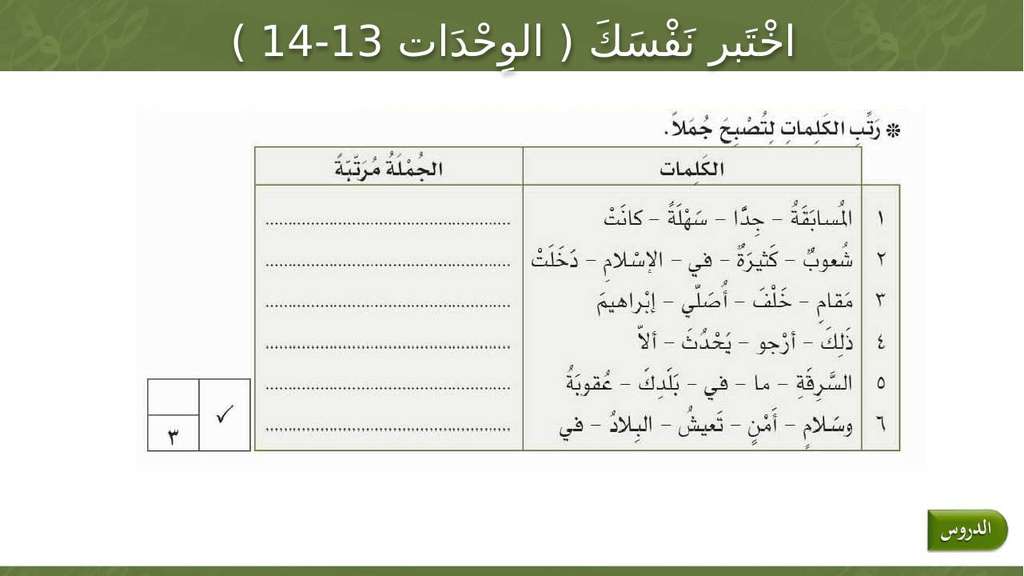 اخْتَبر نَفْسَكَ ( الوِحْدَات 13-14 )
❊ رَتِّبِ الكَلِماتِ لِتُصْبِحَ جُمَلاً.
الكَلِمات الجُمْلَةُ مُرَتَّبَةً
١ المُسابَقَةُ – جِدًّا – سَهْلَةً – كانَتْ ................................................
٢ شُعوبٌ – كَثيرَةٌ – في – الإسْلامِ – دَخَلَتْ ................................................
٣ مَقامِ – خَلْفَ – أُصَلّي – إبْراهيمَ ................................................
٤ ذَلِكَ – أرْجو – يَحْدُثَ – ألاّ ................................................
٥ السَّرِقَةِ – ما – في – بَلَدِكَ – عُقوبَةُ ................................................
٦ وسَلامٍ – أَمْنٍ – تَعيشُ – البِلادُ – في ................................................
✓
٣
الدروس